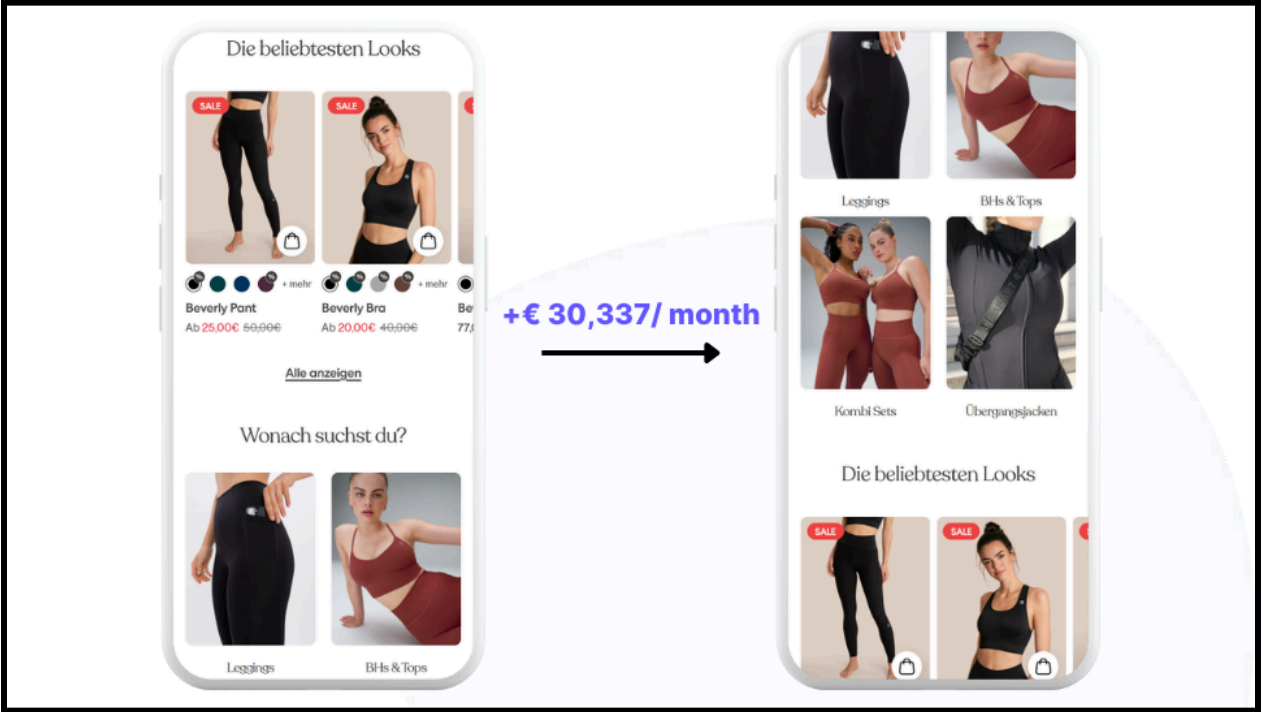 Die beliebtesten Looks
SALE
SALE
+ mehr
+ mehr
Beverly Pant
Beverly Bra
Be
Ab 25,00€ 50,00€
Ab 20,00€ 40,00€
77,
Alle anzeigen
Wonach suchst du?
Leggings
BHs & Tops
+€ 30,337/ month
Leggings
BHs & Tops
Kombi Sets
Übergangsjacken
Die beliebtesten Looks
SALE
SALE